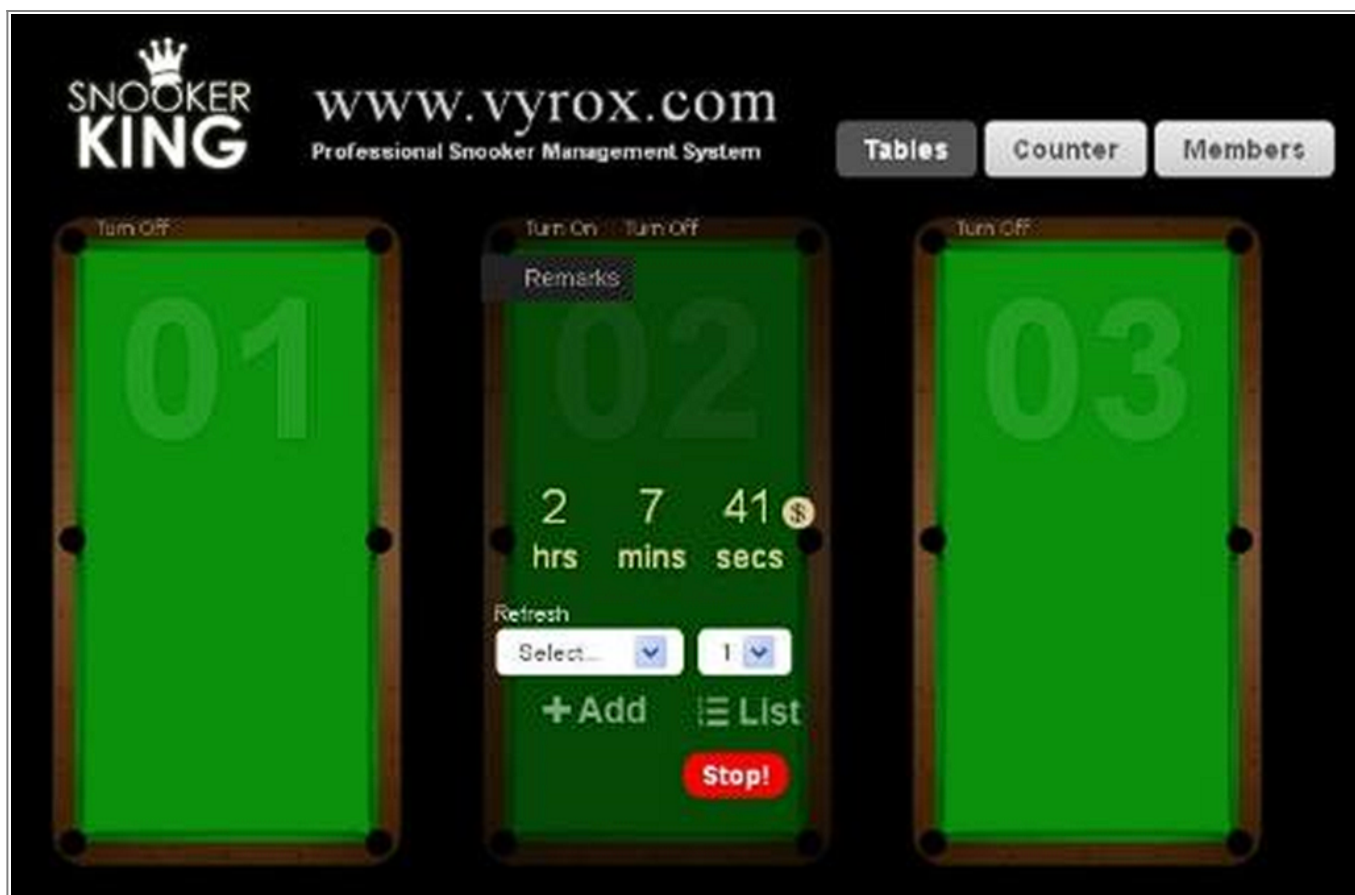 SNOOKER
KING
www.vyrox.com
Professional Snooker Management System
Tables
Counter
Members
Turn Off
01
Turn On Turn Off
Remarks
02
2 7 41 $
hrs mins secs
Refresh
Select... 1
+ Add List
Stop!
Turn Off
03